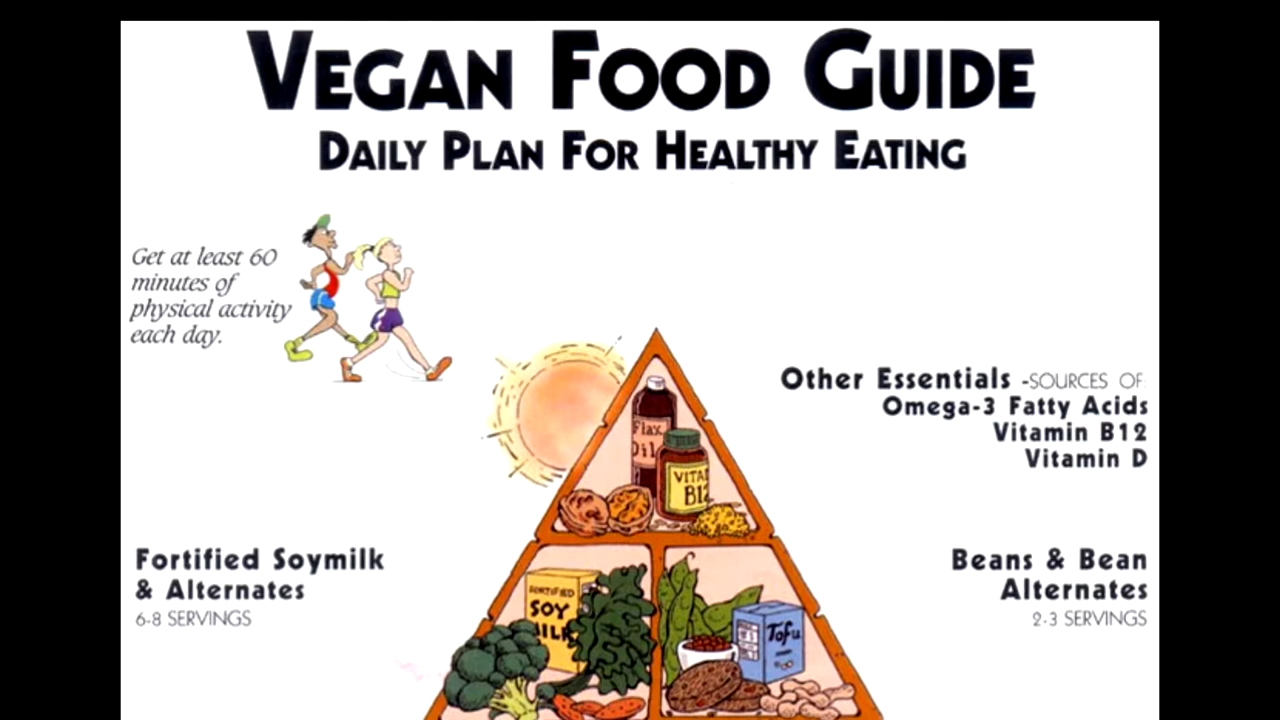 VEGAN FOOD GUIDE
DAILY PLAN FOR HEALTHY EATING
Get at least 60
minutes of
physical activity
each day.
Other Essentials -SOURCES OF:
Omega-3 Fatty Acids
Vitamin B12
Vitamin D
Flax
Oil
VITA
B12
Fortified Soymilk
& Alternates
6-8 SERVINGS
Beans & Bean
Alternates
2-3 SERVINGS
FORTIFIED
SOY
MILK
Tofu